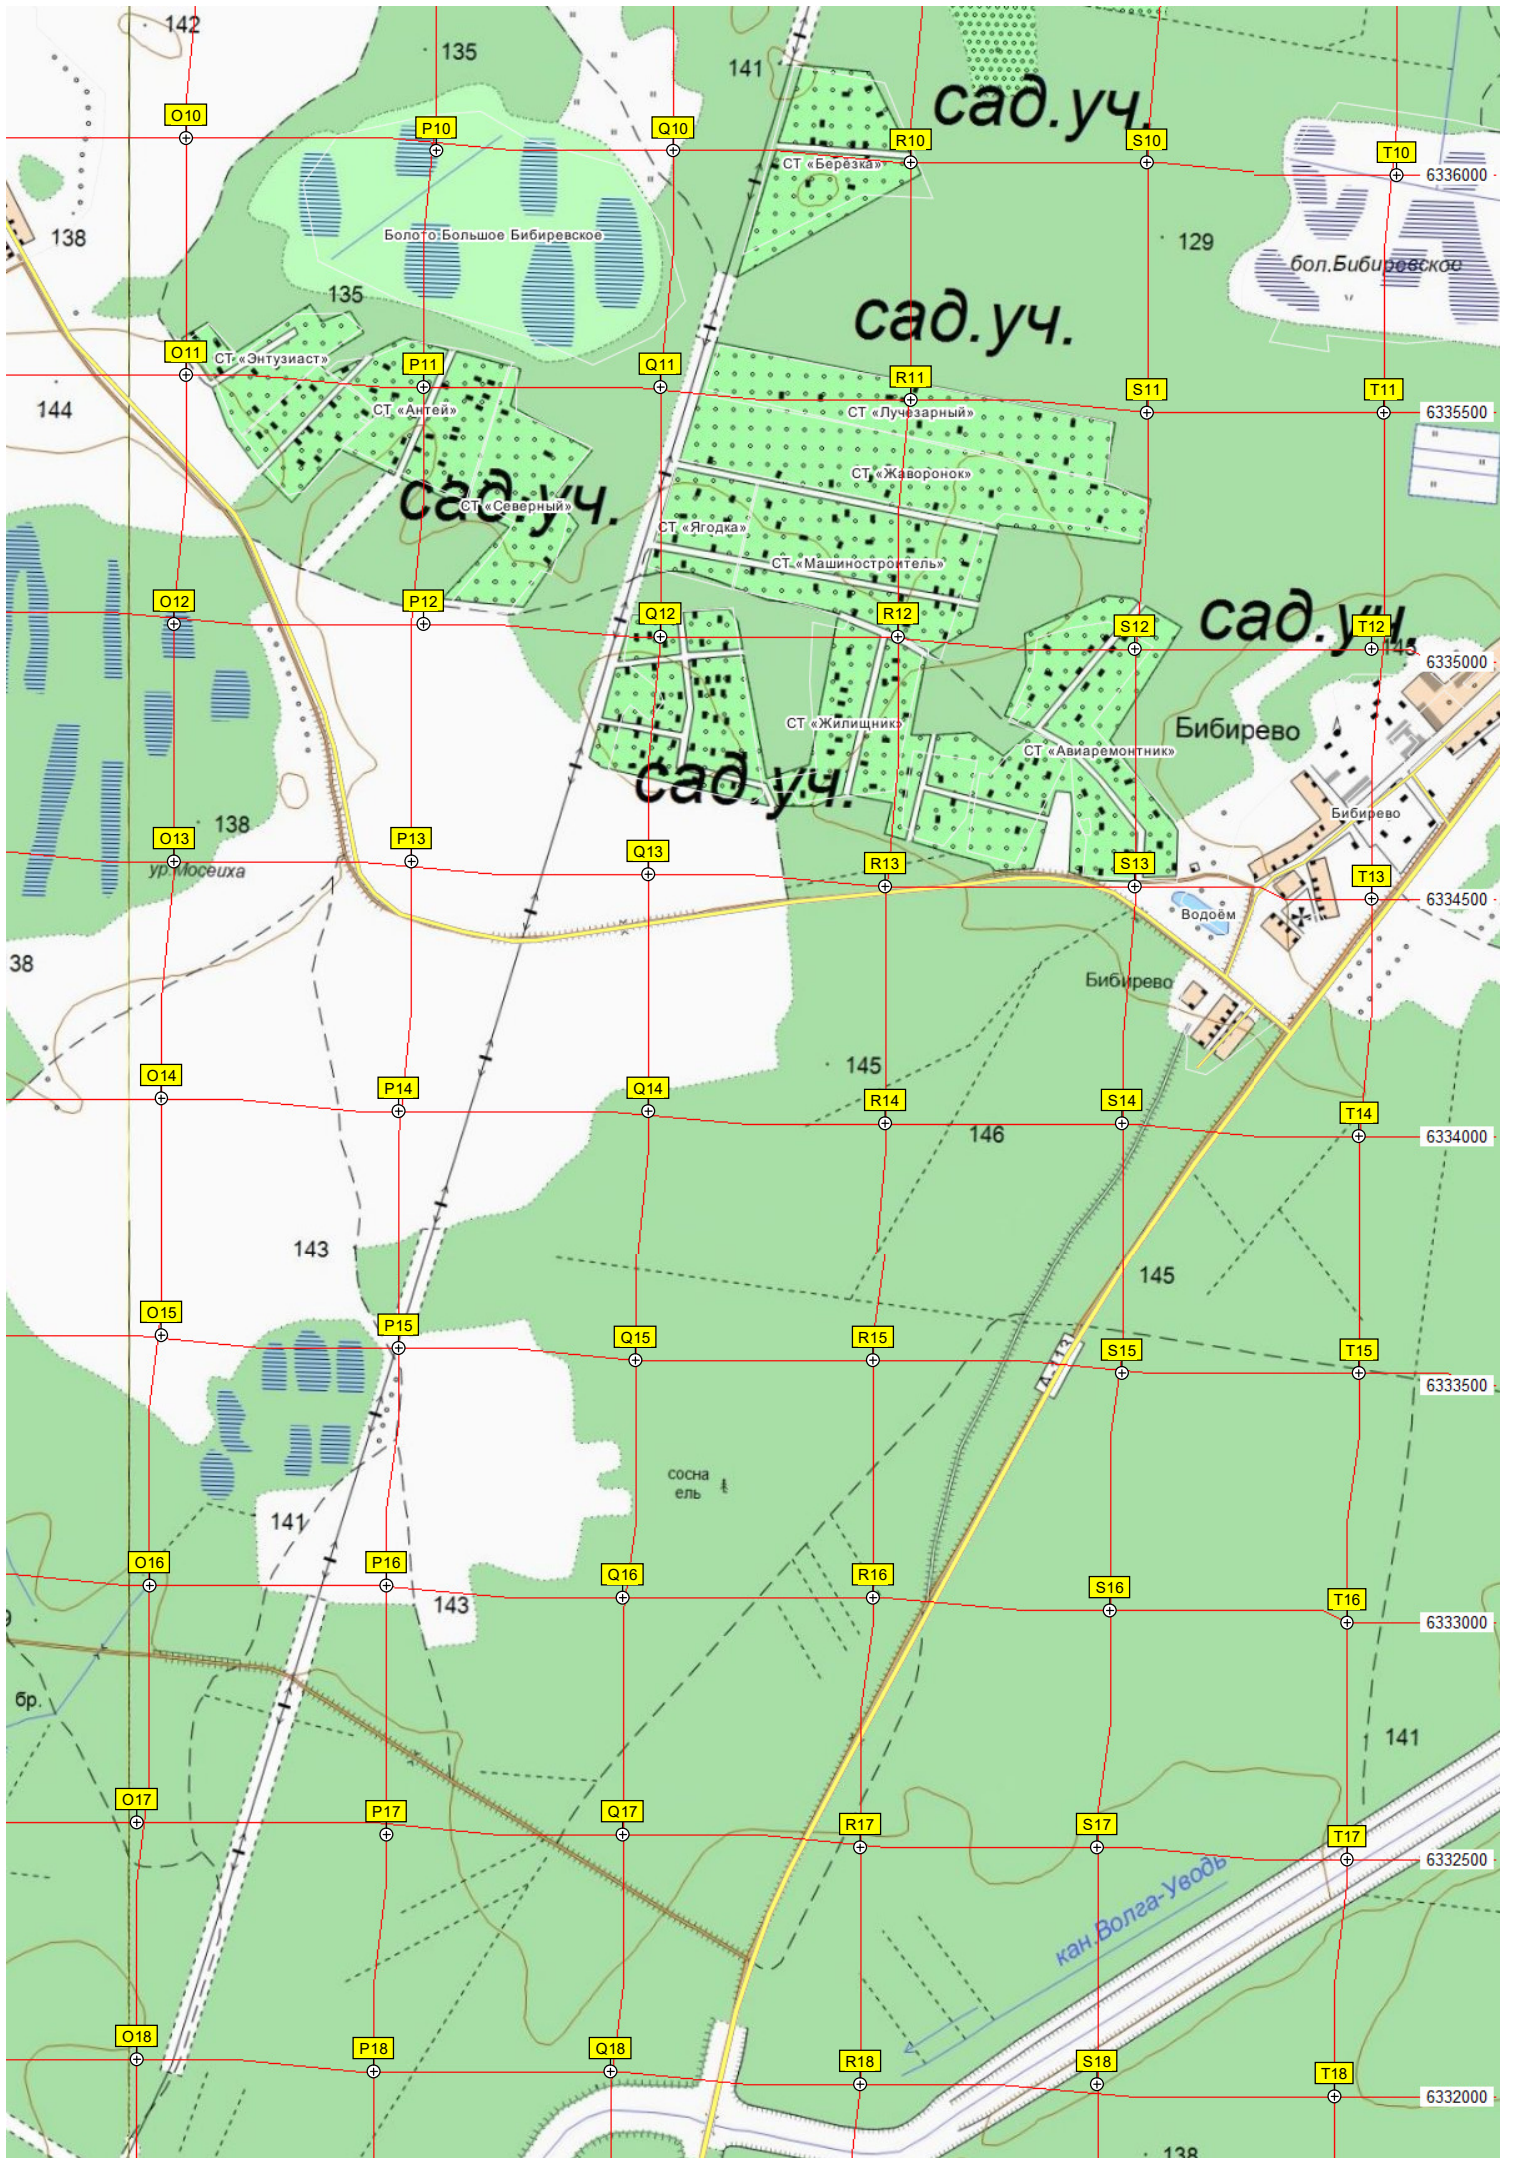 142
135
141
сад.уч.
O10
P10
Q10
R10
S10
T10
СТ «Берёзка»
6336000
138
Болото Большое Бибиревское
129
бол.Бибиревское
135
сад.уч.
O11
СТ «Энтузиаст»
P11
Q11
R11
S11
T11
144
СТ «Антей»
СТ «Лучезарный»
6335500
СТ «Жаворонок»
сад.уч.
СТ «Северный»
СТ «Ягодка»
СТ «Машиностроитель»
O12
P12
Q12
R12
S12
сад.уч.
T12
143
6335000
СТ «Жилищник»
Бибирево
СТ «Авиаремонтник»
сад.уч.
138
Бибирево
O13
P13
Q13
R13
S13
T13
ур.Мосеиха
6334500
Водоём
38
Бибирево
145
O14
P14
Q14
R14
S14
T14
146
6334000
143
145
O15
P15
Q15
R15
S15
T15
А-113
6333500
сосна
ель
141
O16
P16
Q16
R16
S16
T16
143
6333000
бр.
141
O17
P17
Q17
R17
S17
T17
6332500
кан.Волга-Уводь
O18
P18
Q18
R18
S18
T18
6332000
138